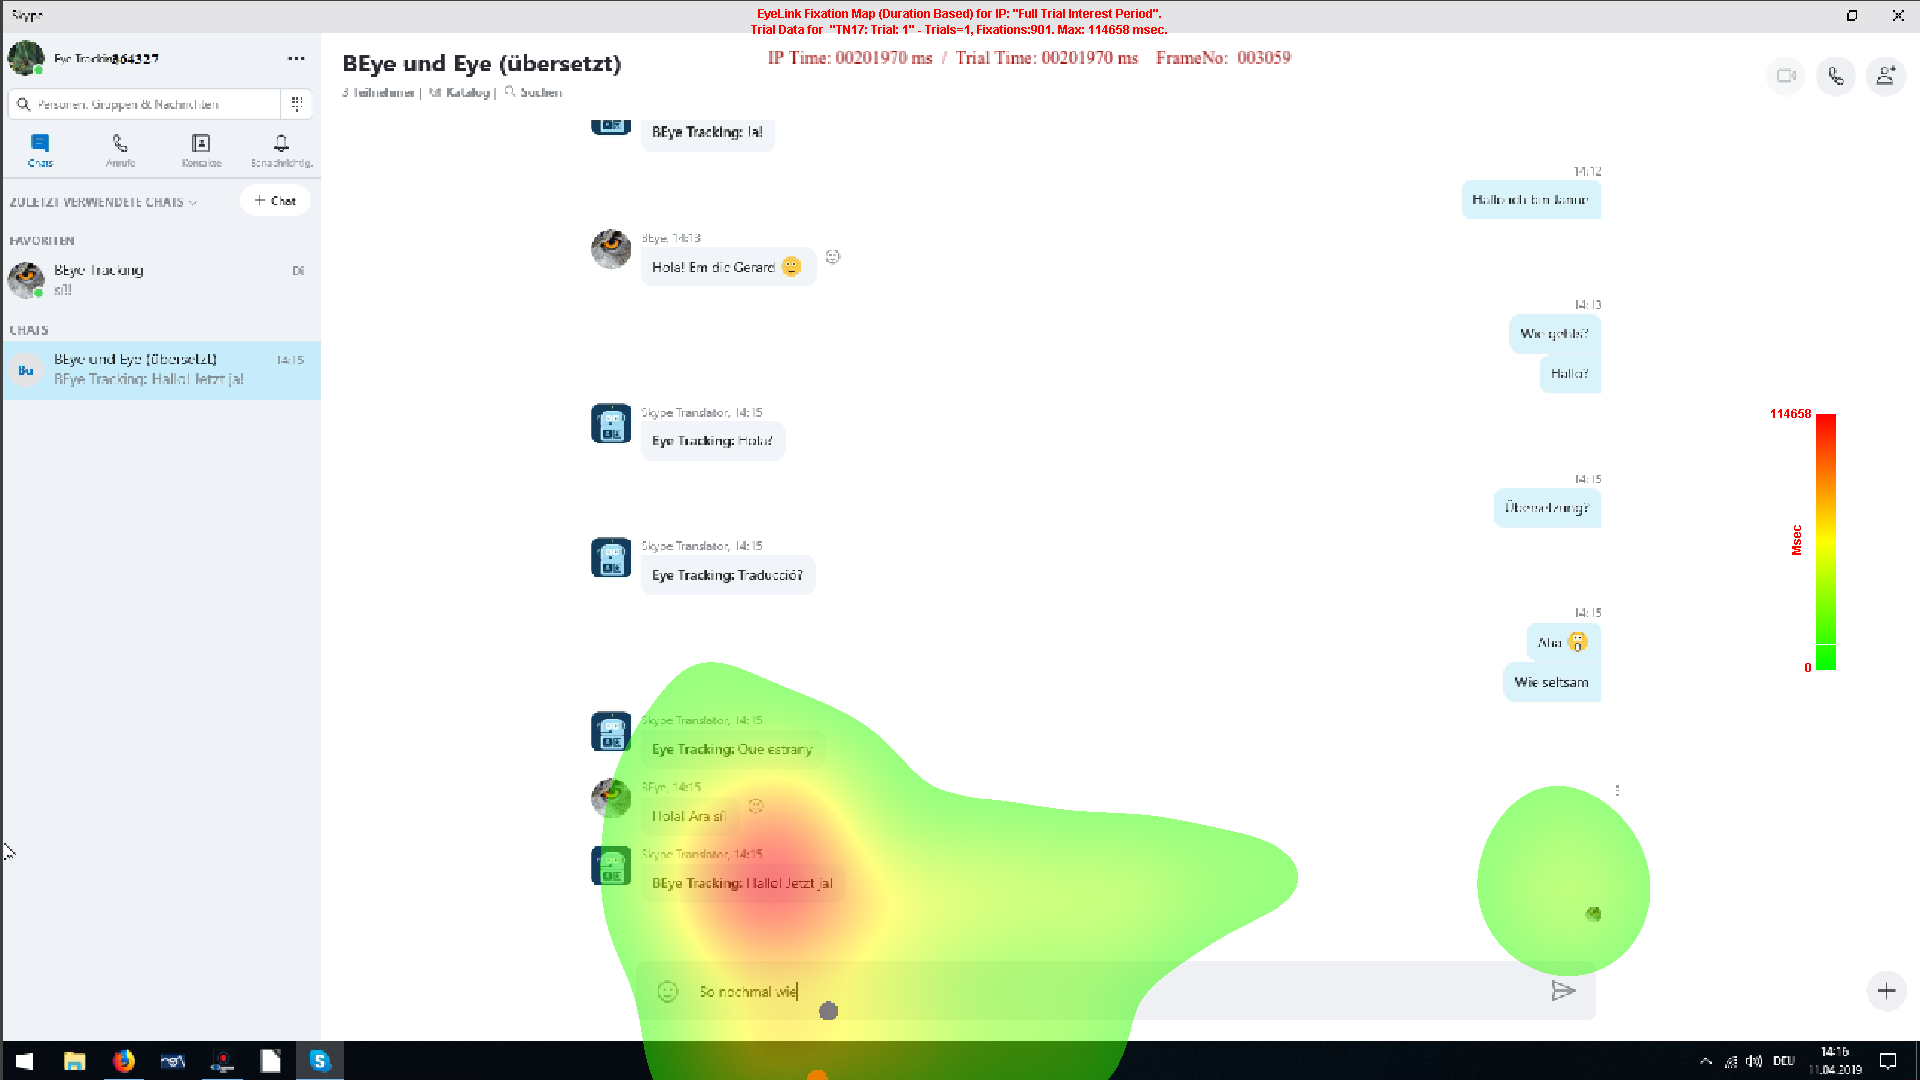 Skype
EyeLink Fixation Map (Duration Based) for IP: "Full Trial Interest Period".
Trial Data for "TN17: Trial: 1" - Trials=1, Fixations:901. Max: 114658 msec.
IP Time: 00201970 ms / Trial Time: 00201970 ms FrameNo: 003059
Eye Tracking
Personen, Gruppen & Nachrichten
Chats
Anrufe
Kontakte
Benachrichtig.
ZULETZT VERWENDETE CHATS
+ Chat
FAVORITEN
BEye Tracking
Di
sí!!
CHATS
Bu
BEye und Eye (übersetzt)
14:15
BEye Tracking: Hallo! Jetzt ja!
BEye und Eye (übersetzt)
3 Teilnehmer | Katalog | Suchen
BEye Tracking: Ja!
14:12
Hallo ich bin Janne
BEye, 14:13
Hola! Em dic Gerard
14:13
Wie gehts?
Hallo?
Skype Translator, 14:15
Eye Tracking: Hola?
14:15
Übersetzung?
Skype Translator, 14:15
Eye Tracking: Traducció?
14:15
Aha
Wie seltsam
Skype Translator, 14:15
Eye Tracking: Que estrany
BEye, 14:15
Hola! Ara sí!
Skype Translator, 14:15
BEye Tracking: Hallo! Jetzt ja!
So nochmal wie
114658
Msec
0
DEU
14:16
11.04.2019